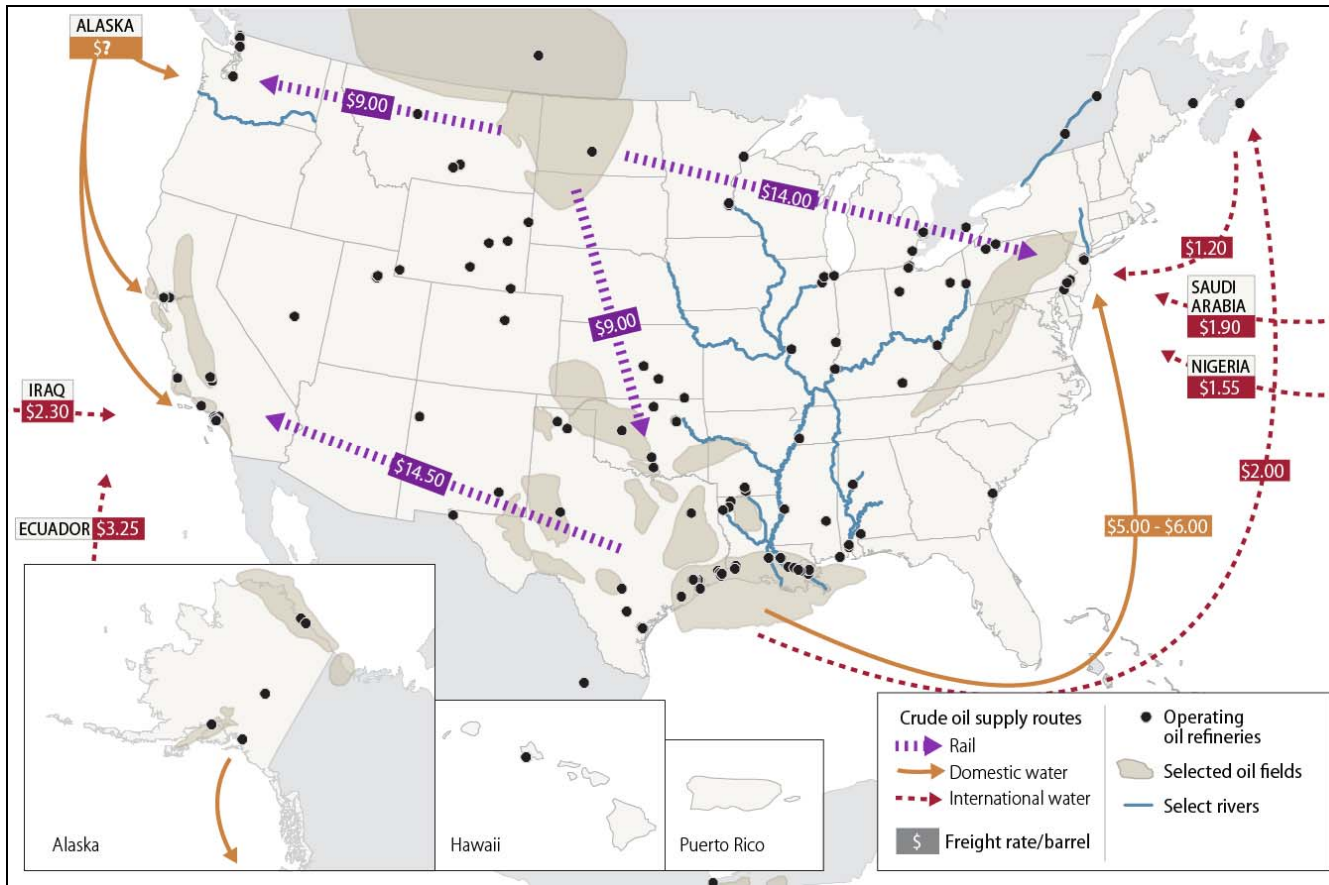 ALASKA
$?
$9.00
$14.00
$9.00
$14.50
$1.20
SAUDI
ARABIA
$1.90
NIGERIA
$1.55
$2.00
$5.00 - $6.00
IRAQ
$2.30
ECUADOR $3.25
Alaska
Hawaii
Puerto Rico
Crude oil supply routes
Rail
Domestic water
International water
$ Freight rate/barrel
Operating
oil refineries
Selected oil fields
Select rivers